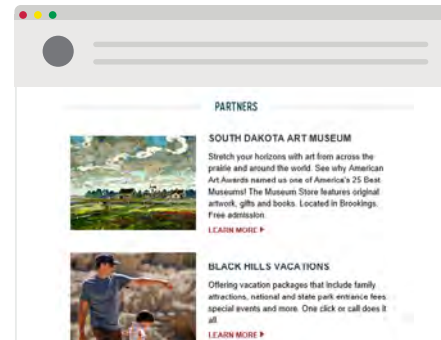 PARTNERS
SOUTH DAKOTA ART MUSEUM
Stretch your horizons with art from across the
prairie and around the world. See why American
Art Awards named us one of America's 25 Best
Museums! The Museum Store features original
artwork, gifts and books. Located in Brookings.
Free admission.
LEARN MORE
BLACK HILLS VACATIONS
Offering vacation packages that include family
attractions, national and state park entrance fees,
special events and more. One click or call does it
all.
LEARN MORE